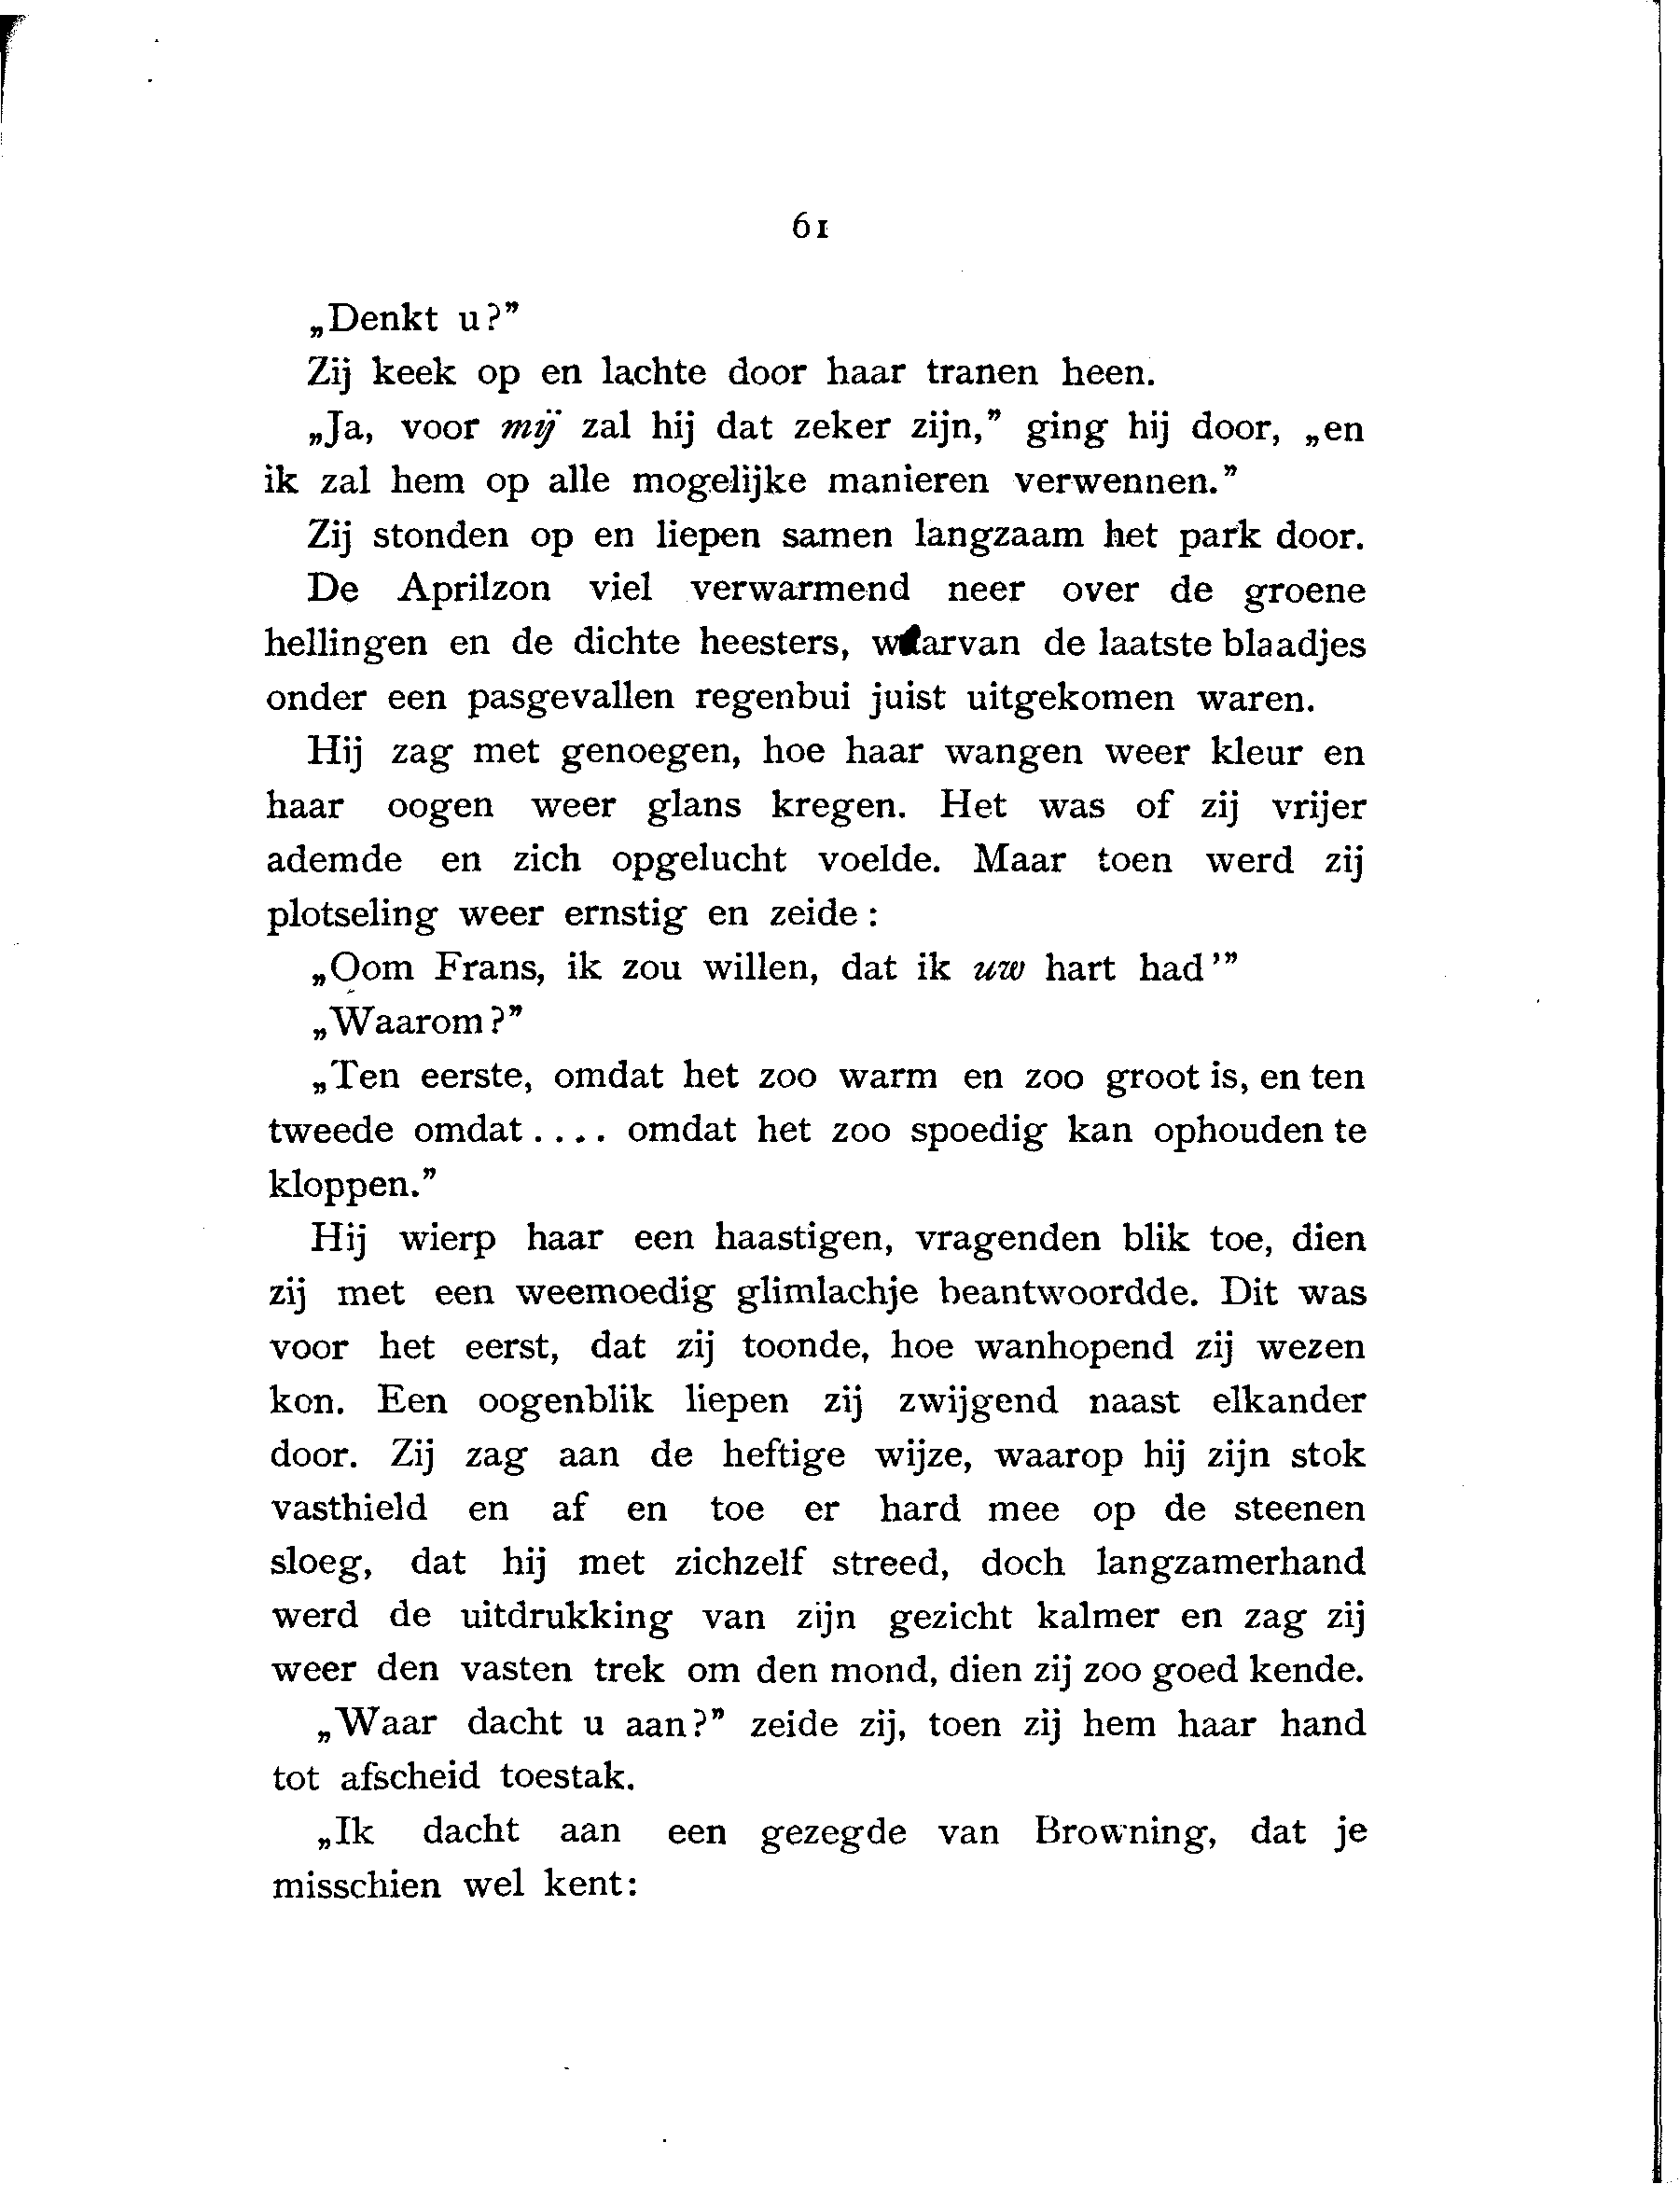 61
„Denkt u?”
Zij keek op en lachte door haar tranen heen.
„Ja, voor mij zal hij dat zeker zijn,” ging hij door, „en
ik zal hem op alle mogelijke manieren verwennen.”
Zij stonden op en liepen samen langzaam het park door.
De Aprilzon viel verwarmend neer over de groene
hellingen en de dichte heesters, waarvan de laatste blaadjes
onder een pasgevallen regenbui juist uitgekomen waren.
Hij zag met genoegen, hoe haar wangen weer kleur en
haar oogen weer glans kregen. Het was of zij vrijer
ademde en zich opgelucht voelde. Maar toen werd zij
plotseling weer ernstig en zeide :
„Oom Frans, ik zou willen, dat ik uw hart had’”
„Waarom?”
„Ten eerste, omdat het zoo warm en zoo groot is, en ten
tweede omdat.... omdat het zoo spoedig kan ophouden te
kloppen.”
Hij wierp haar een haastigen, vragenden blik toe, dien
zij met een weemoedig glimlachje beantwoordde. Dit was
voor het eerst, dat zij toonde, hoe wanhopend zij wezen
kon. Een oogenblik liepen zij zwijgend naast elkander
door. Zij zag aan de heftige wijze, waarop hij zijn stok
vasthield en af en toe er hard mee op de steenen
sloeg, dat hij met zichzelf streed, doch langzamerhand
werd de uitdrukking van zijn gezicht kalmer en zag zij
weer den vasten trek om den mond, dien zij zoo goed kende.
„Waar dacht u aan?” zeide zij, toen zij hem haar hand
tot afscheid toestak.
„Ik dacht aan een gezegde van Browning, dat je
misschien wel kent: